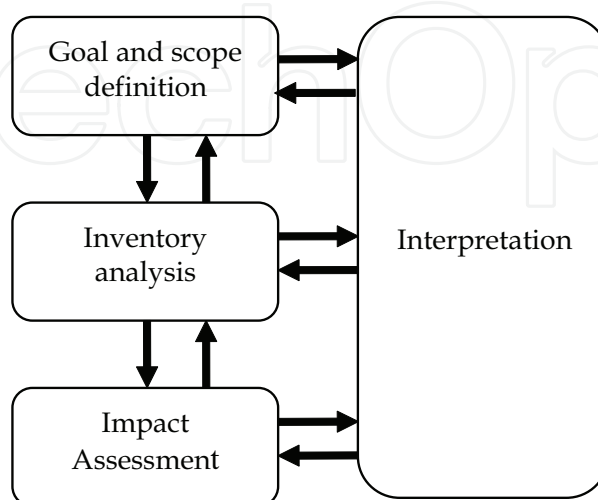 Goal and scope
definition
Inventory
analysis
Interpretation
Impact
Assessment